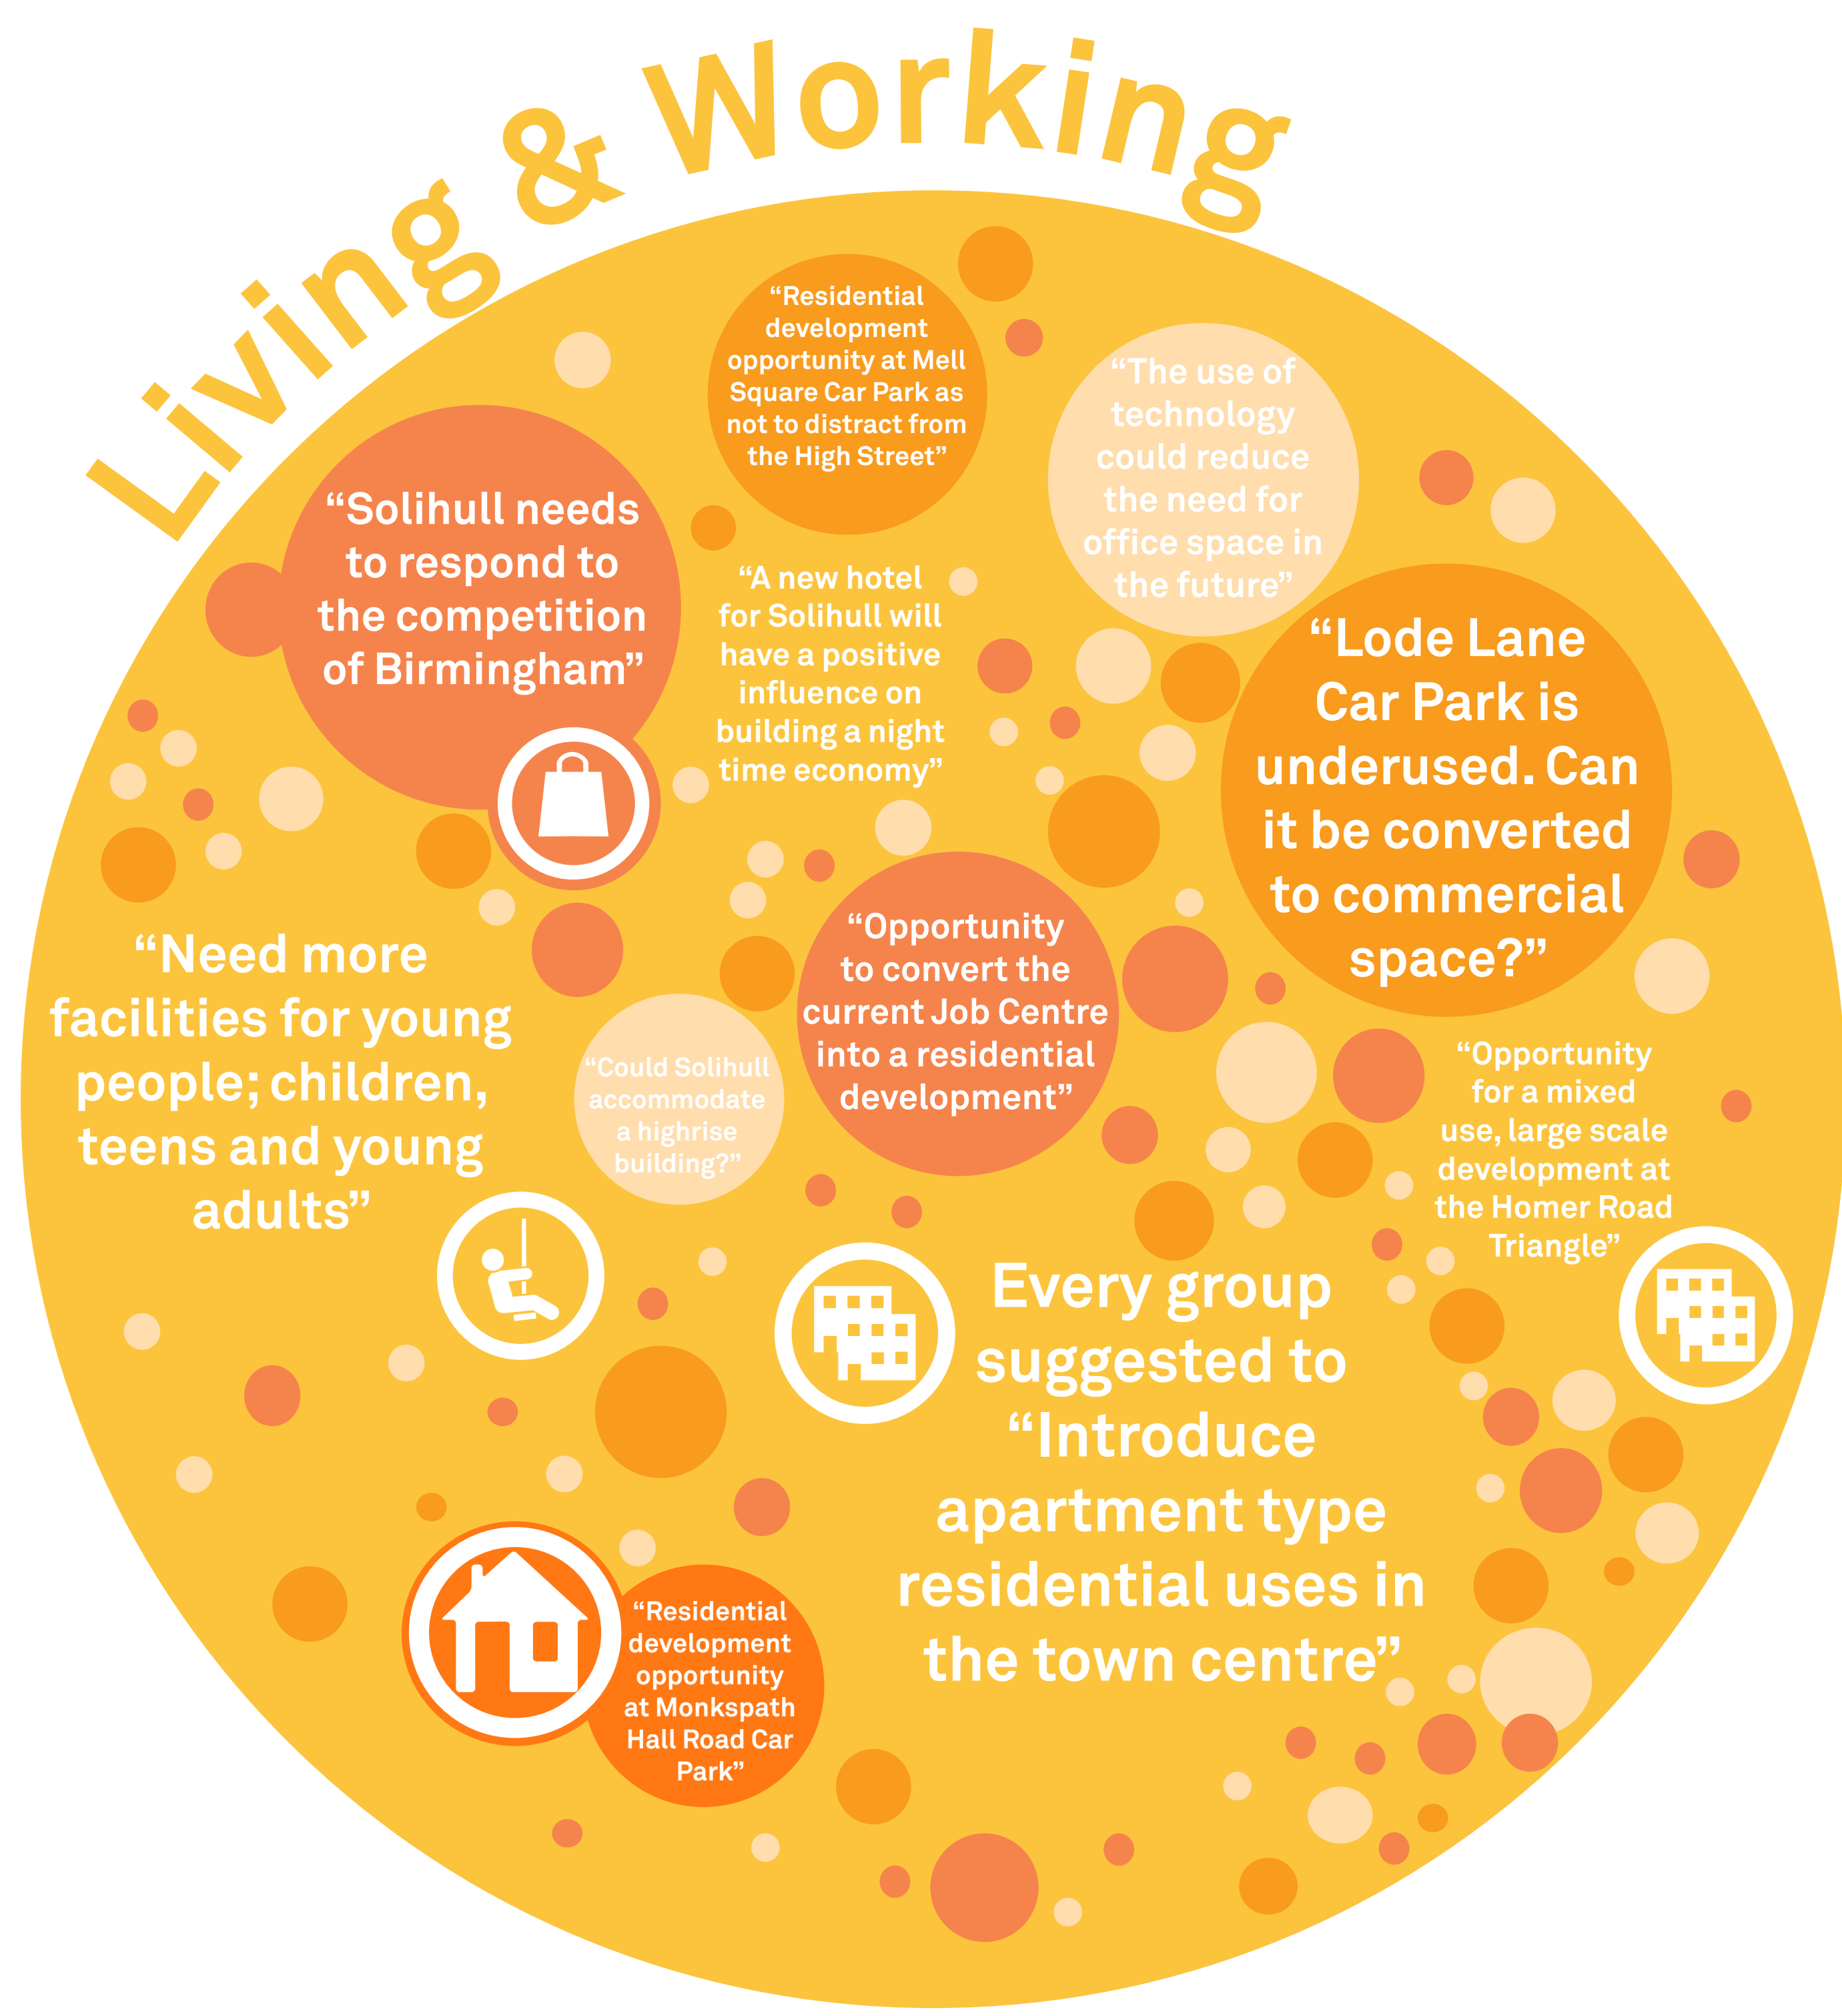 Living & Working
“Residential
development
opportunity at Mell
Square Car Park as
not to distract from
the High Street”
“The use of
technology
could reduce
the need for
office space in
the future”
“Solihull needs
to respond to
the competition
of Birmingham”
“A new hotel
for Solihull will
have a positive
influence on
building a night
time economy”
“Lode Lane
Car Park is
underused. Can
it be converted
to commercial
space?”
“Need more
facilities for young
people; children,
teens and young
adults”
“Could Solihull
accommodate
a highrise
building?”
“Opportunity
to convert the
current Job Centre
into a residential
development”
“Opportunity
for a mixed
use, large scale
development at
the Homer Road
Triangle”
Every group
suggested to
“Introduce
apartment type
residential uses in
the town centre”
“Residential
development
opportunity
at Monkspath
Hall Road Car
Park”